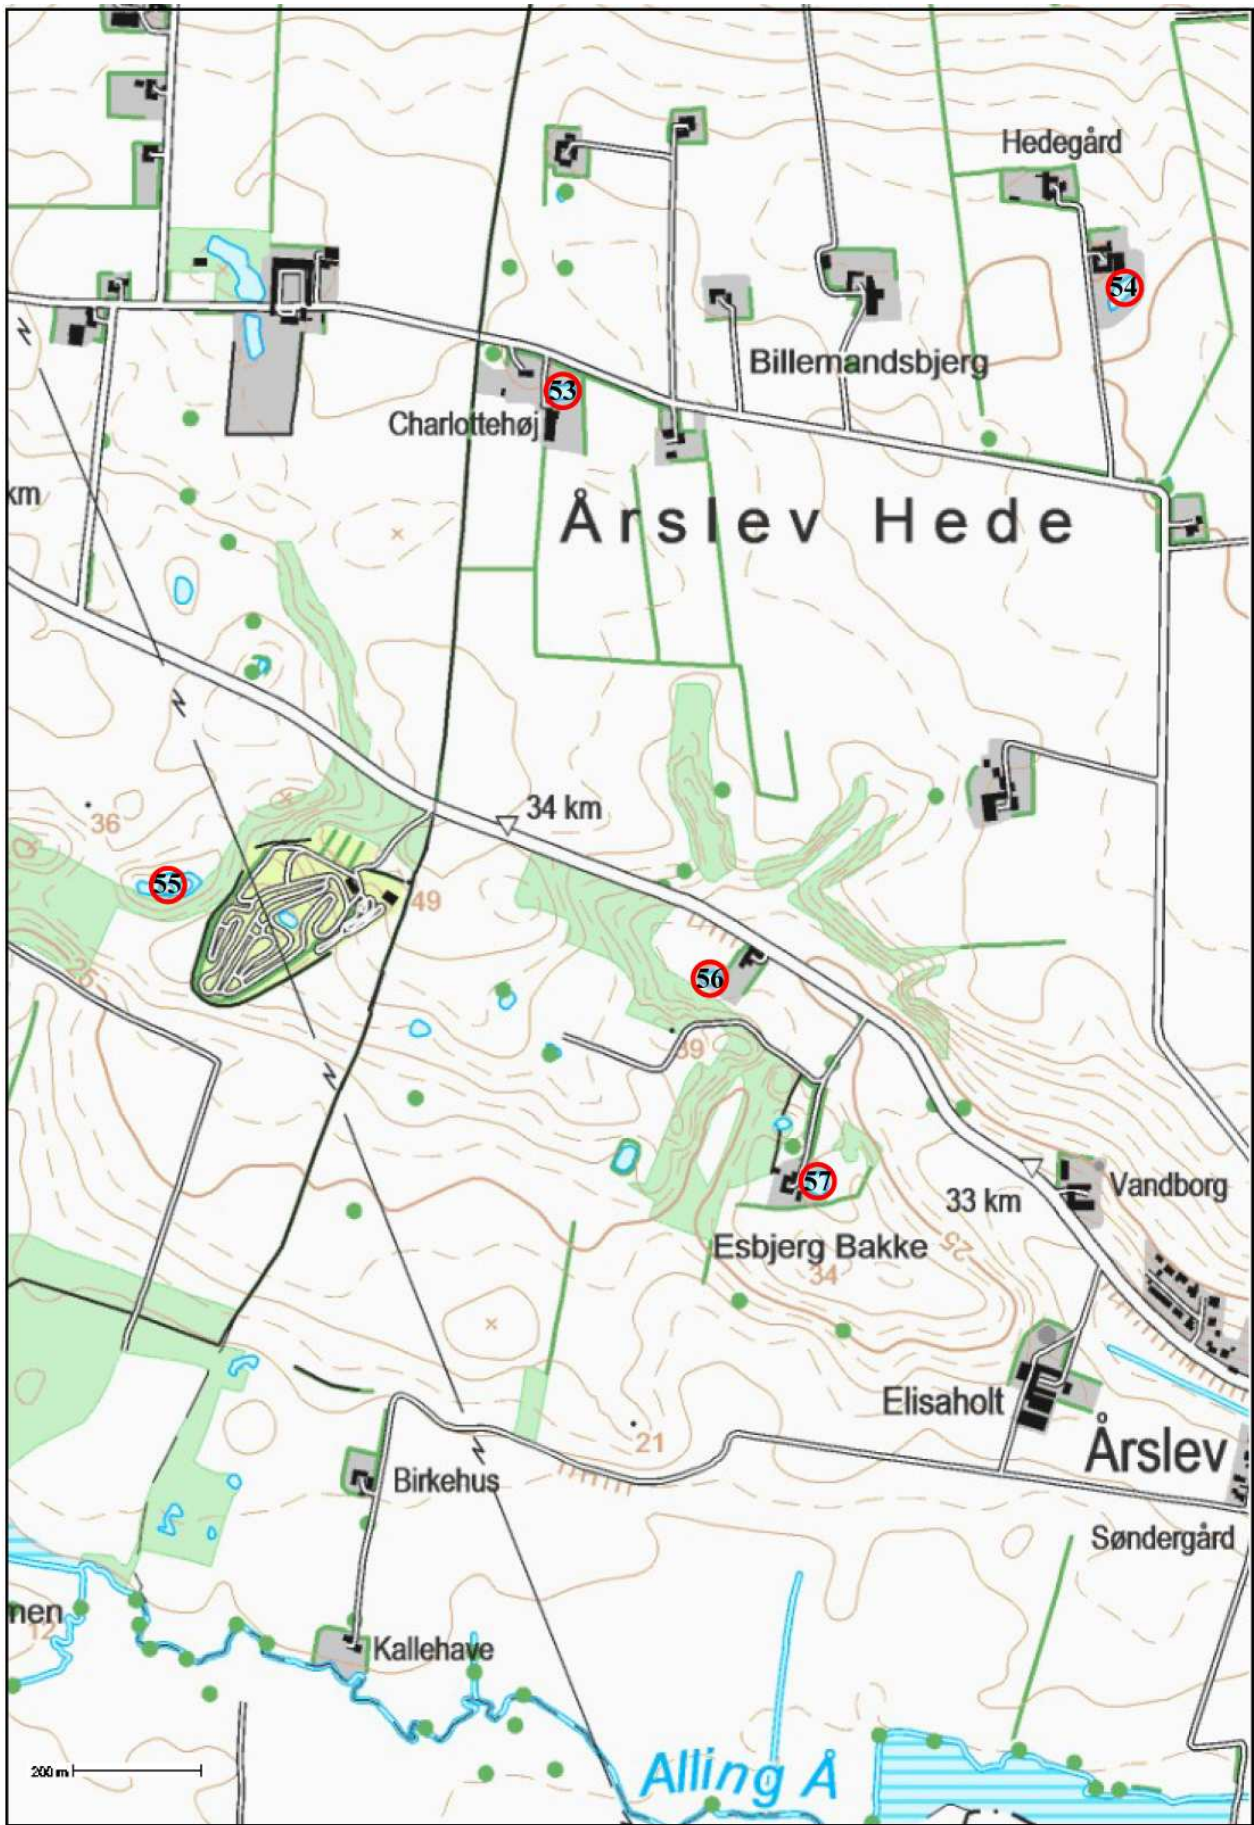 Hedegård
54
Billemandsbjerg
53
Charlottehøj
km
Årslev Hede
34 km
36
55
49
25
56
39
57
33 km
Vandborg
Esbjerg Bakke
25
34
Elisaholt
21
Årslev
Birkehus
Søndergård
nen
12
Kallehave
200 m
Alling Å